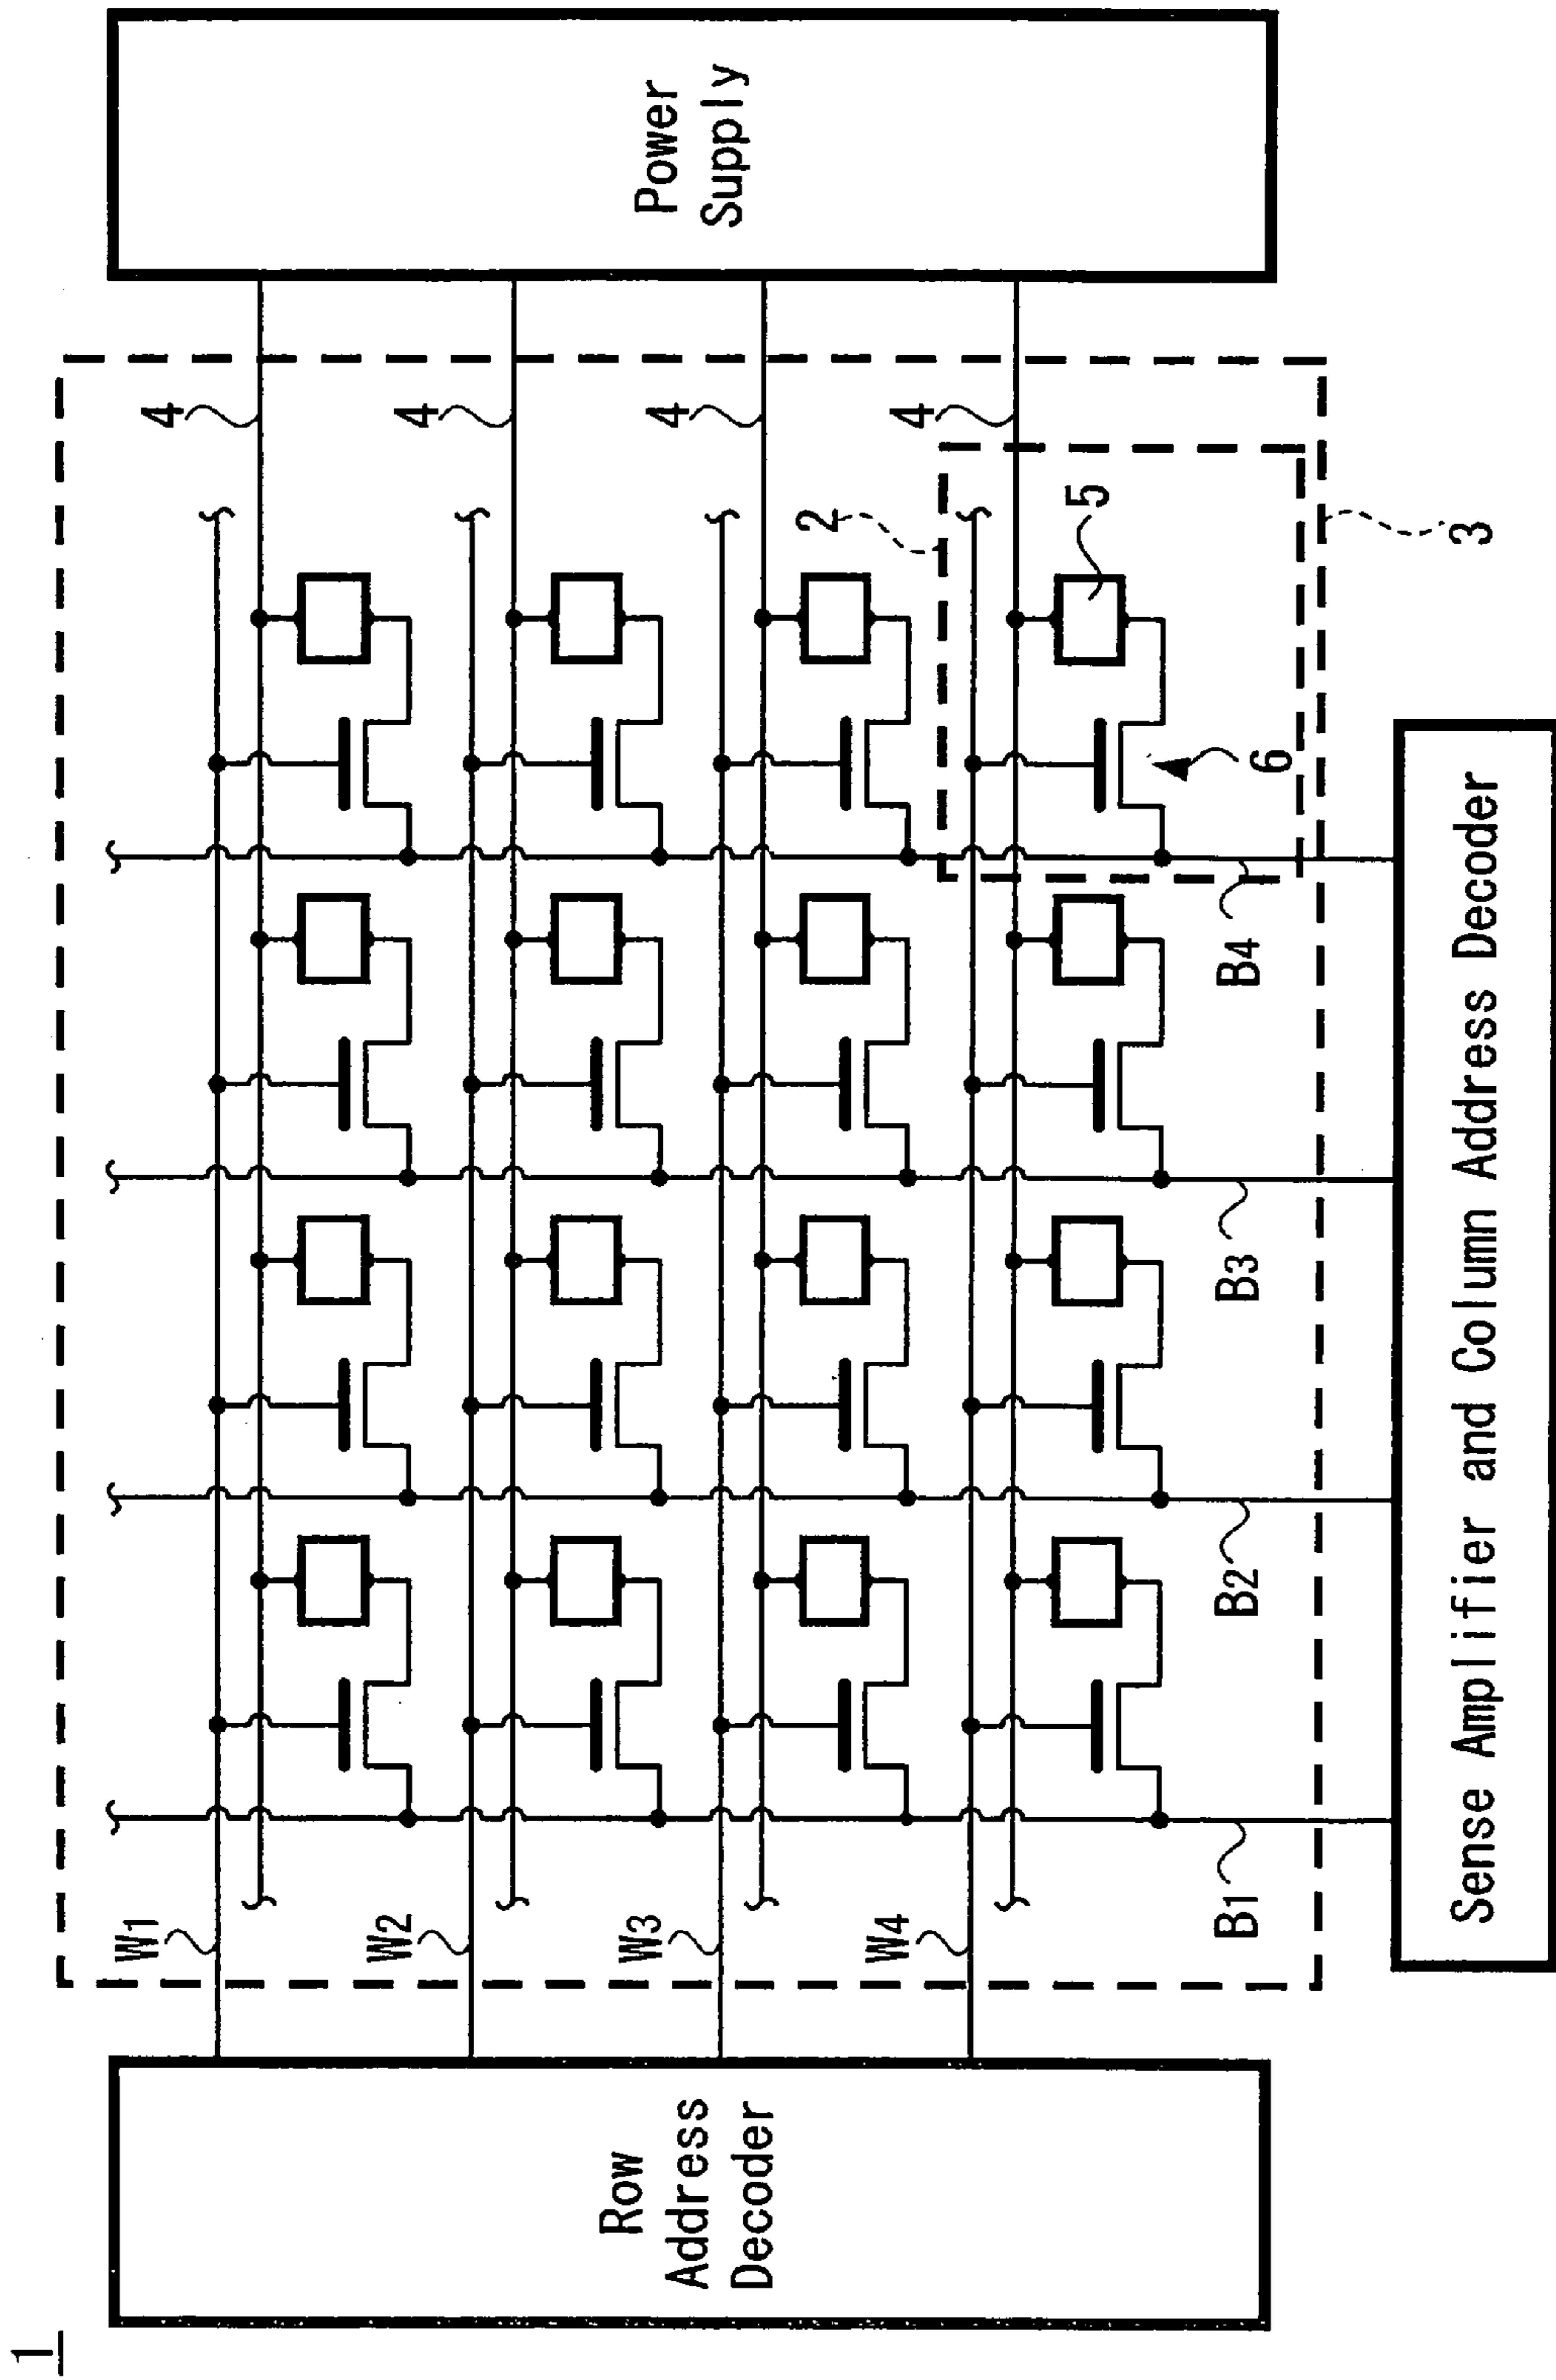 1
Row
Address
Decoder
W1
W2
W3
W4
4
4
4
4
Power
Supply
2
5
6
3
B1
B2
B3
B4
Sense Amplifier and Column Address Decoder